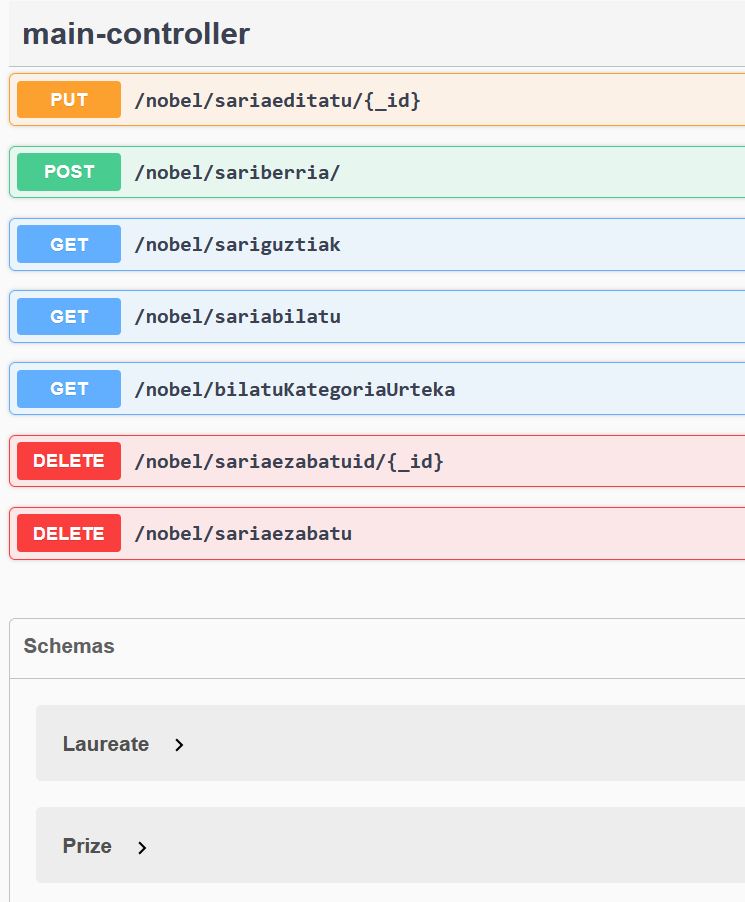 main-controller
PUT /nobel/sariaeditatu/{_id}
POST /nobel/sariberria/
GET /nobel/sariguztiak
GET /nobel/sariabilatu
GET /nobel/bilatuKategoriaUrteka
DELETE /nobel/sariaezabatuid/{_id}
DELETE /nobel/sariaezabatu
Schemas
Laureate
Prize